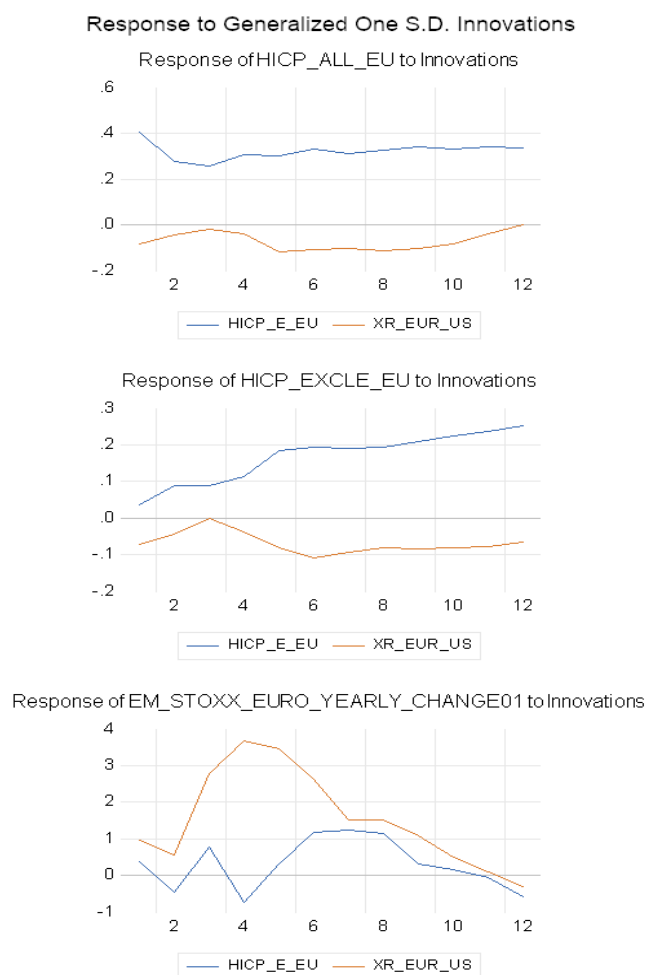 Response to Generalized One S.D. Innovations
Response of HICP_ALL_EU to Innovations
.6
.4
.2
.0
-.2
2 4 6 8 10 12
HICP_E_EU XR_EUR_US
Response of HICP_EXCLE_EU to Innovations
.3
.2
.1
.0
-.1
-.2
2 4 6 8 10 12
HICP_E_EU XR_EUR_US
Response of EM_STOXX_EURO_YEARLY_CHANGE01 to Innovations
4
3
2
1
0
-1
2 4 6 8 10 12
HICP_E_EU XR_EUR_US